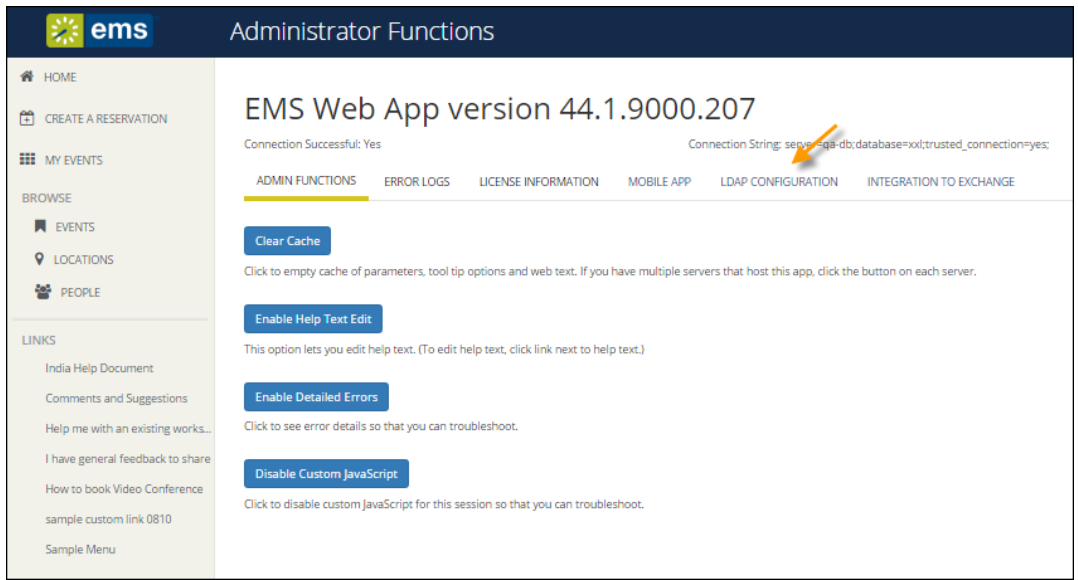 ems
Administrator Functions
HOME
CREATE A RESERVATION
MY EVENTS
BROWSE
EVENTS
LOCATIONS
PEOPLE
LINKS
India Help Document
Comments and Suggestions
Help me with an existing works...
I have general feedback to share
How to book Video Conference
sample custom link 0810
Sample Menu
EMS Web App version 44.1.9000.207
Connection Successful: Yes
Connection String: server=qa-db;database=xxl;trusted_connection=yes;
ADMIN FUNCTIONS
ERROR LOGS
LICENSE INFORMATION
MOBILE APP
LDAP CONFIGURATION
INTEGRATION TO EXCHANGE
Clear Cache
Click to empty cache of parameters, tool tip options and web text. If you have multiple servers that host this app, click the button on each server.
Enable Help Text Edit
This option lets you edit help text. (To edit help text, click link next to help text.)
Enable Detailed Errors
Click to see error details so that you can troubleshoot.
Disable Custom JavaScript
Click to disable custom JavaScript for this session so that you can troubleshoot.